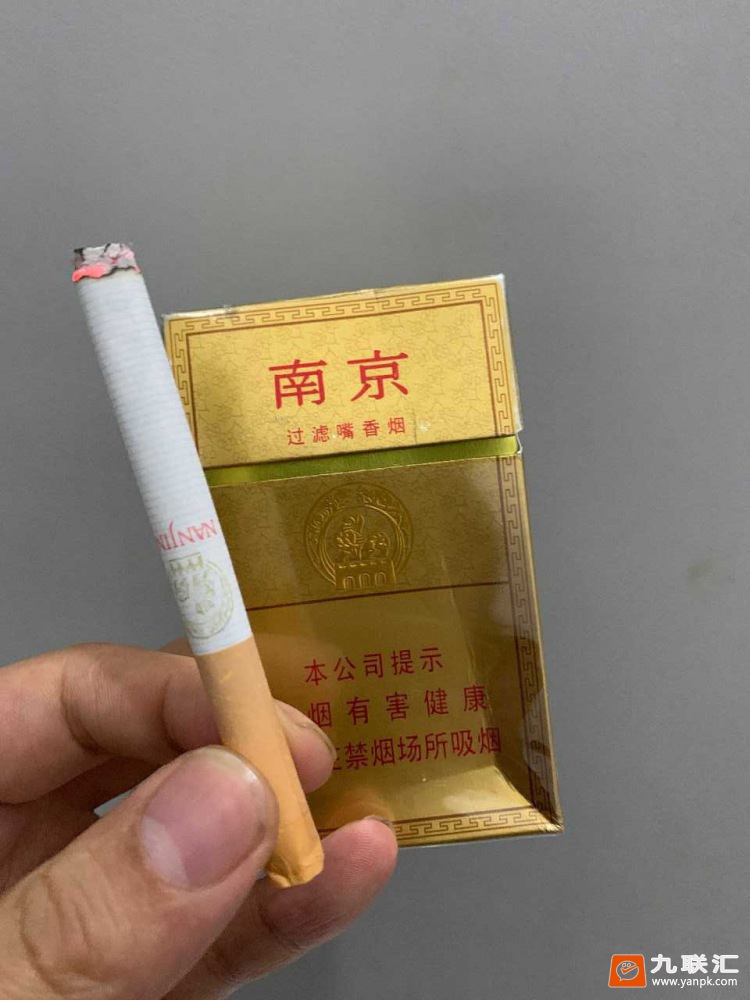 南京
过滤嘴香烟
本公司提示
烟有害健康
禁烟场所吸烟
NANJIN
九联汇
www.yanpk.com